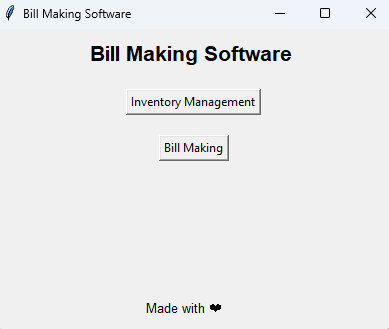 Bill Making Software
Bill Making Software
Inventory Management
Bill Making
Made with ❤